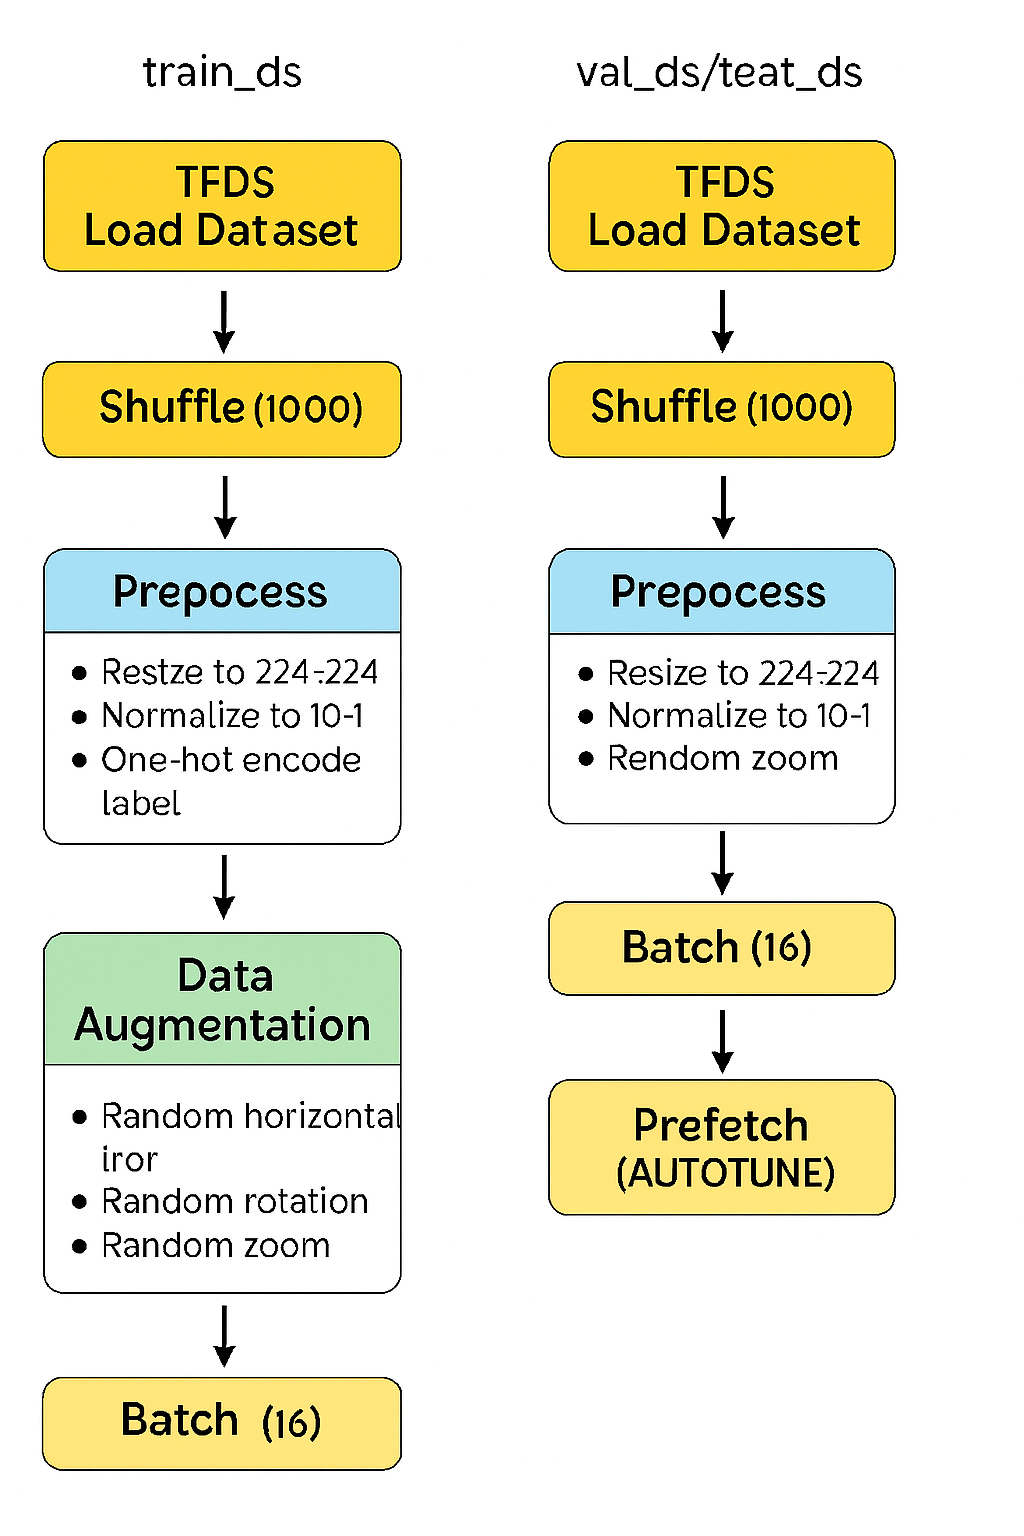 train_ds
TFDS
Load Dataset
Shuffle (1000)
Prepocess
• Restze to 224-224
• Normalize to 10-1
• One-hot encode
label
Data
Augmentation
• Random horizontal
iror
• Random rotation
• Random zoom
Batch (16)
val_ds/teat_ds
TFDS
Load Dataset
Shuffle (1000)
Prepocess
• Resize to 224-224
• Normalize to 10-1
• Rendom zoom
Batch (16)
Prefetch
(AUTOTUNE)